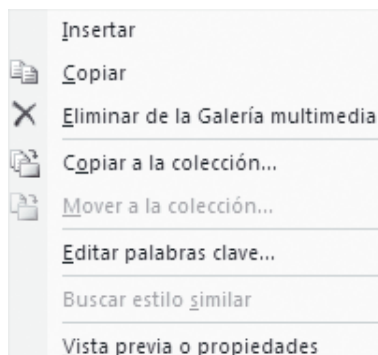 Insertar
Copiar
Eliminar de la Galería multimedia
Copiar a la colección...
Mover a la colección...
Editar palabras clave...
Buscar estilo similar
Vista previa o propiedades